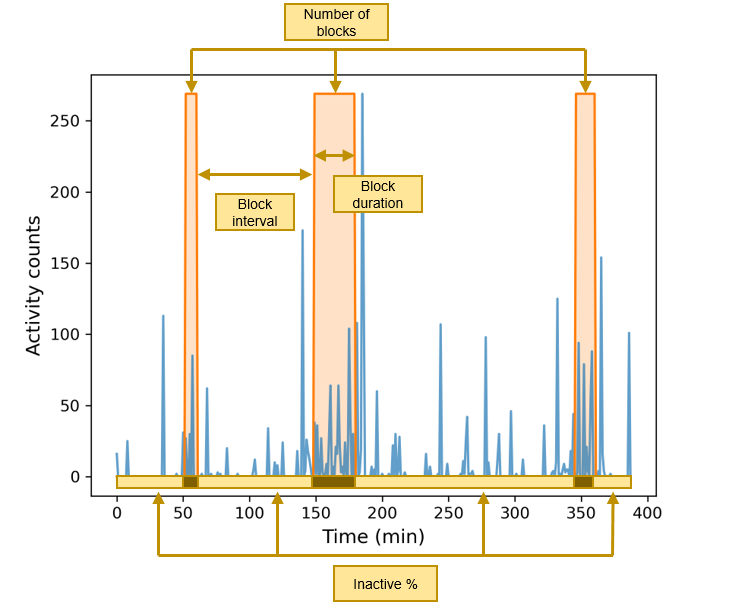 Number of
blocks
Block
duration
Block
interval
Activity counts
250
200
150
100
50
0
0 50 100 150 200 250 300 350 400
Time (min)
Inactive %